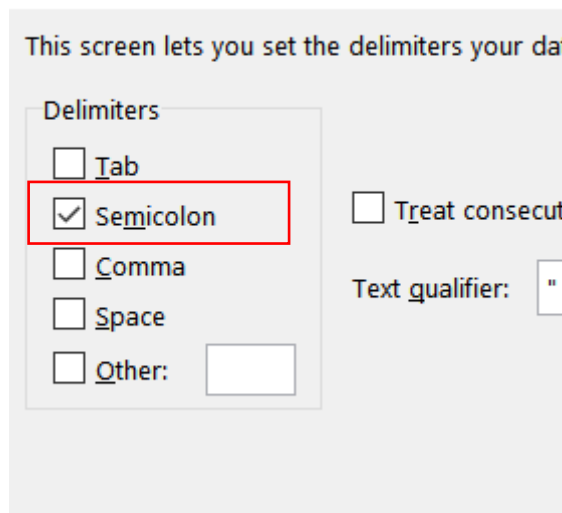 This screen lets you set the delimiters your da
Delimiters
Tab
Semicolon
Treat consecut
Comma
Text qualifier: "
Space
Other: